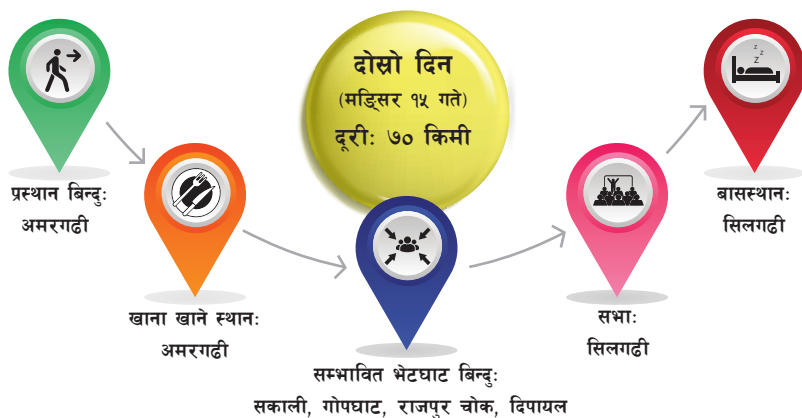 दोस्रो दिन
(मङ्सिर १५ गते)
दूरी: ७० किमी
प्रस्थान बिन्दु:
अमरगढी
खाना खाने स्थान:
अमरगढी
सम्भावित भेटघाट बिन्दु:
सकाली, गोपघाट, राजपुर चोक, दिपायल
सभा:
सिलगढी
बासस्थान:
सिलगढी
z
z
z